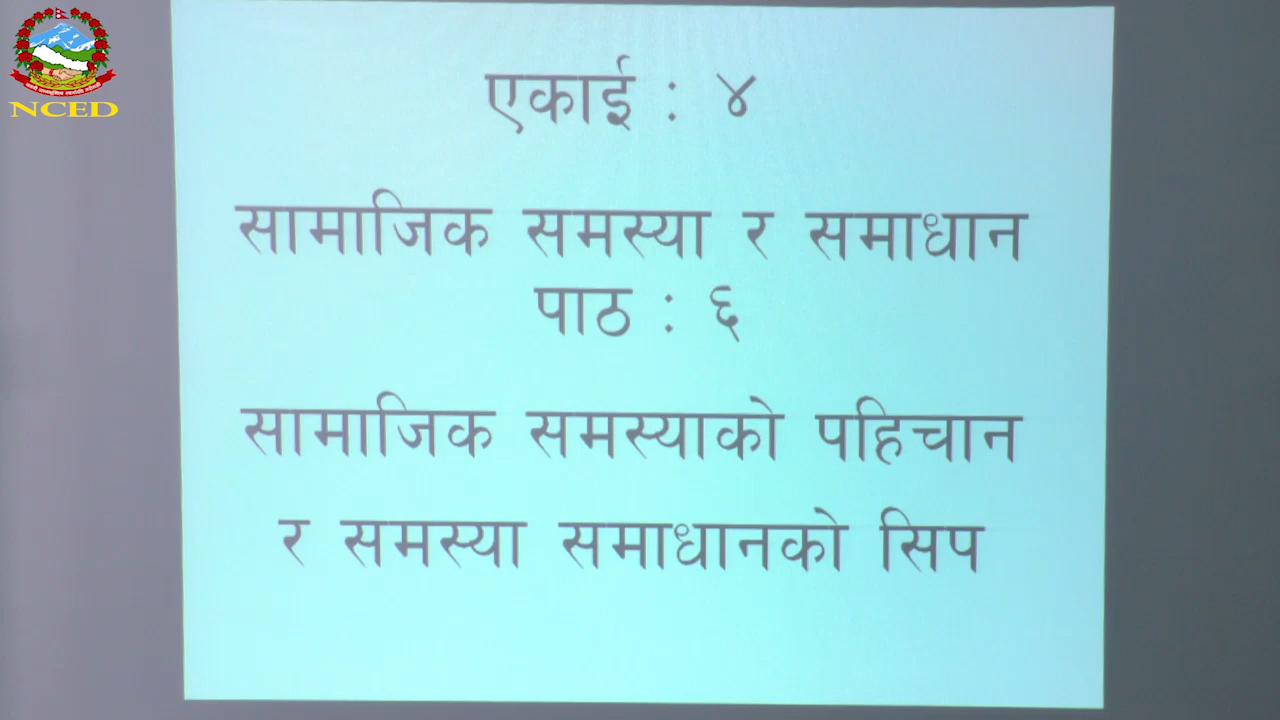 NCED
एकाई : ४
सामाजिक समस्या र समाधान
पाठ : ६
सामाजिक समस्याको पहिचान
र समस्या समाधानको सिप